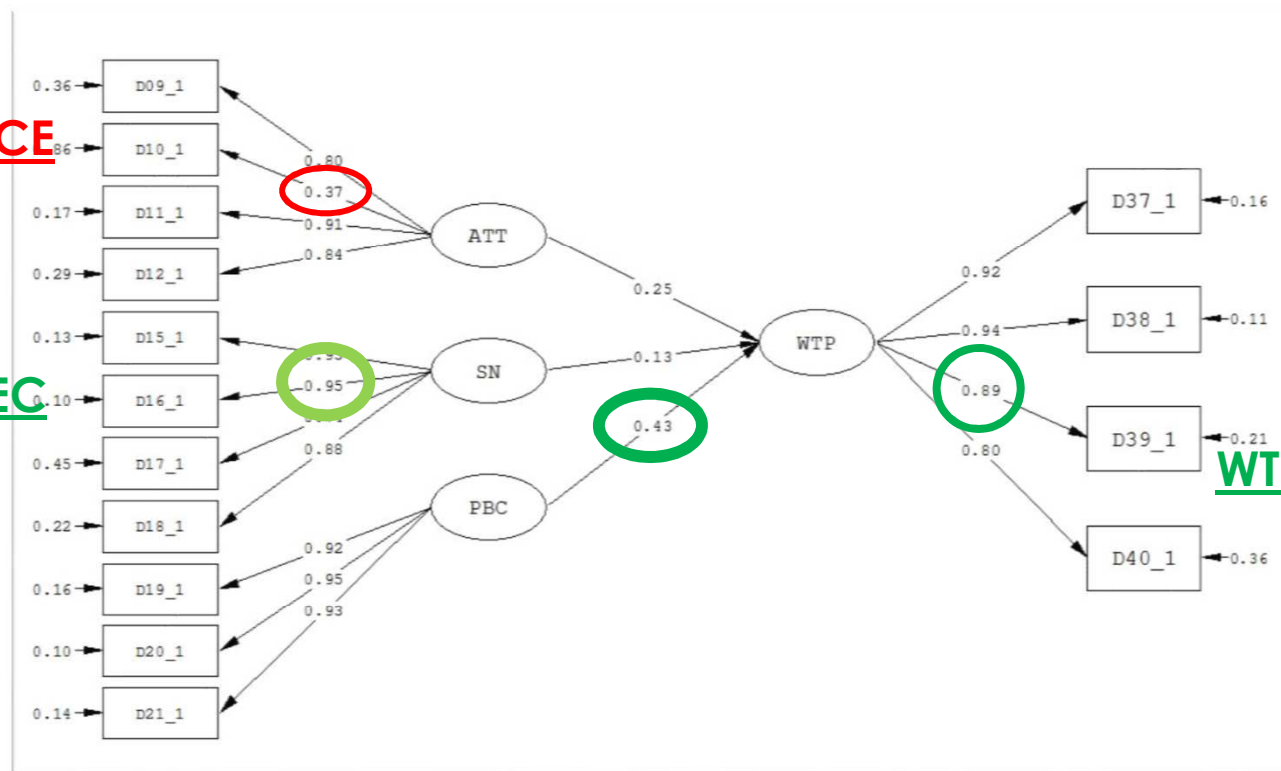 0.36 D09_1
CE 86 D10_1
0.17 D11_1
0.29 D12_1
0.13 D15_1
EC 0.10 D16_1
0.45 D17_1
0.22 D18_1
0.16 D19_1
0.10 D20_1
0.14 D21_1
0.80
0.37
0.91
0.84
0.95
0.88
0.92
0.95
0.93
ATT
SN
PBC
0.25
0.13
0.43
WTP
0.92
0.94
0.89
0.80
D37_1 0.16
D38_1 0.11
D39_1 0.21
WT
D40_1 0.36